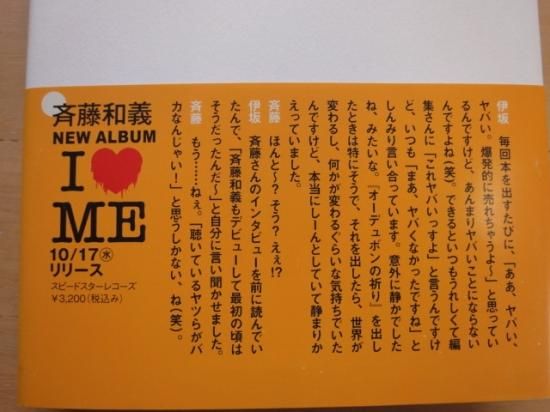 伊坂　毎回本を出すたびに、「ああ、ヤバい、
ヤバい。爆発的に売れちゃうよ〜」と思ってい
るんですけど、あんまりヤバいことにならない
んですよね（笑）。できるといつもうれしくて編
集さんに「これヤバいっすよ」と言うんですけ
ど、いつも「まあ、ヤバくなかったですね」と
しんみり言い合っています。意外に静かでした
ね、みたいな。『オーデュボンの祈り』を出し
たときは特にそうで、それを出したら、世界が
変わるし、何かが変わるぐらいな気持ちでいた
んですけど、本当にしーんとしていて静まりか
えっていました。
斉藤　ほんと〜？そう？えぇ!?
伊坂　斉藤さんのインタビューを前に読んでい
たんで、「斉藤和義もデビューして最初の頃は
そうだったんだ〜」と自分に言い聞かせました。
斉藤　もう……ねぇ。「聴いているヤツらがバ
カなんじゃい！」と思うしかない、ね（笑）。
斉藤和義
NEW ALBUM
I
ME
10/17㊌
リリース
スピードスターレコーズ
¥3,200（税込み）